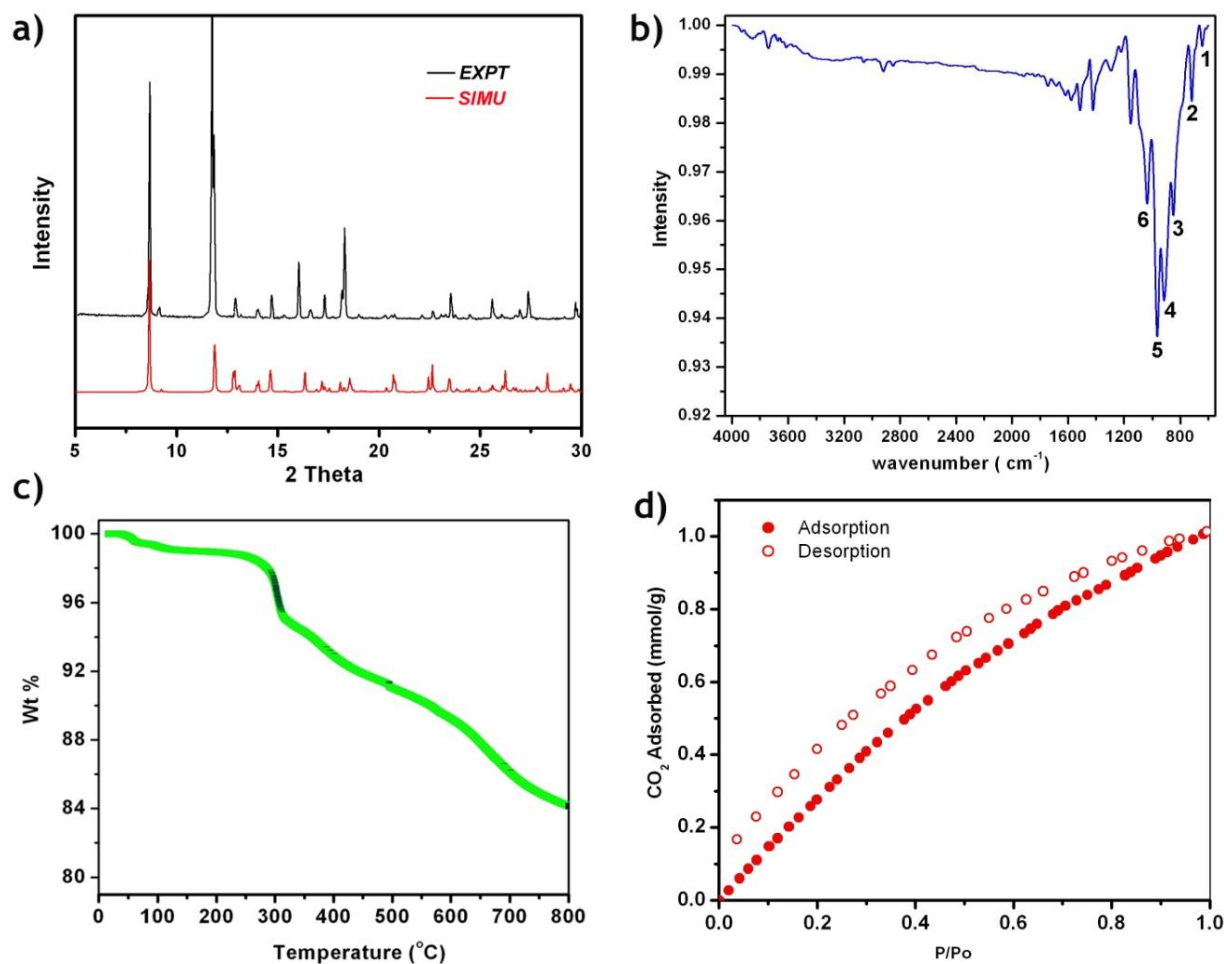 a)
EXPT
SIMU
Intensity
5 10 15 20 25 30
2 Theta
b)
1.00
0.99
0.98
0.97
0.96
0.95
0.94
0.93
0.92
Intensity
1
2
3
4
5
6
4000 3600 3200 2800 2400 2000 1600 1200 800
wavenumber ( cm⁻¹)
c)
100
96
92
88
84
80
Wt %
0 100 200 300 400 500 600 700 800
Temperature (°C)
d)
Adsorption
Desorption
1.0
0.8
0.6
0.4
0.2
0.0
CO₂ Adsorbed (mmol/g)
0.0 0.2 0.4 0.6 0.8 1.0
P/Po